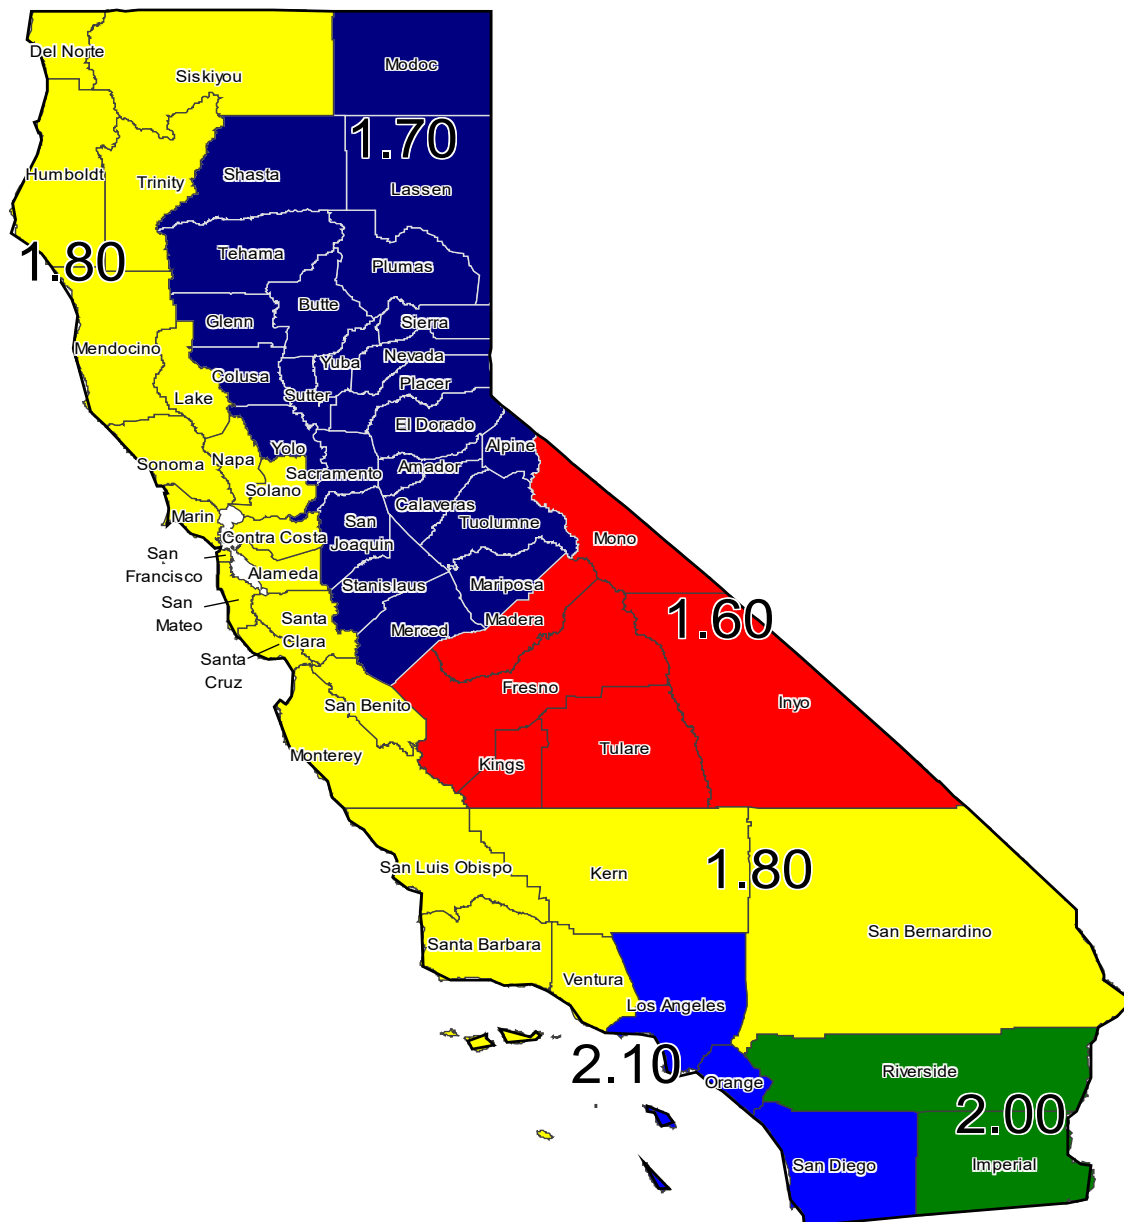 Del Norte
Siskiyou
Modoc
1.70
Humboldt
Trinity
Shasta
Lassen
1.80
Tehama
Plumas
Butte
Glenn
Sierra
Mendocino
Yuba
Nevada
Colusa
Placer
Lake
Sutter
El Dorado
Alpine
Yolo
Napa
Sonoma
Amador
Sacramento
Solano
Calaveras
Marin
San
Joaquin
Tuolumne
Contra Costa
Mono
San
Francisco
Alameda
Stanislaus
Mariposa
San
Mateo
Santa
Clara
Merced
Madera
1.60
Santa
Cruz
Fresno
San Benito
Inyo
Monterey
Kings
Tulare
San Luis Obispo
Kern
1.80
San Bernardino
Santa Barbara
Ventura
Los Angeles
2.10
Orange
Riverside
2.00
San Diego
Imperial